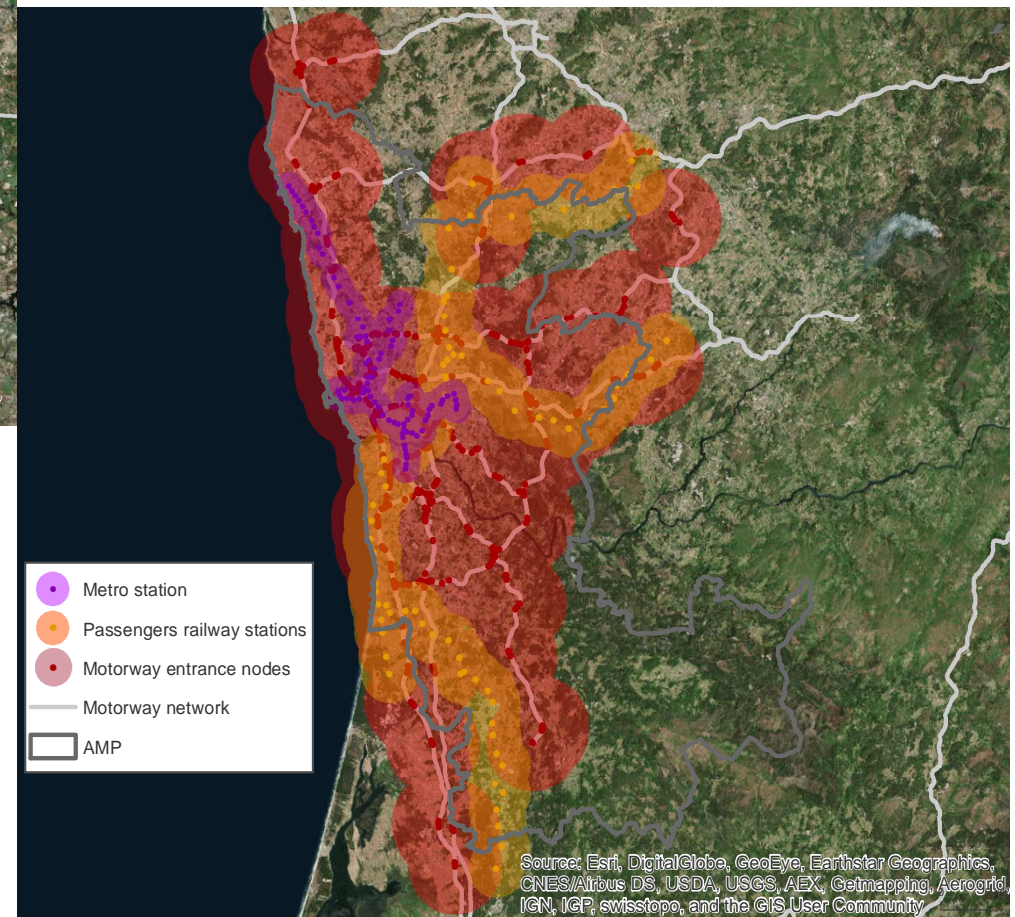 Metro station
Passengers railway stations
Motorway entrance nodes
Motorway network
AMP
Source: Esri, DigitalGlobe, GeoEye, Earthstar Geographics,
CNES/Airbus DS, USDA, USGS, AEX, Getmapping, Aerogrid,
IGN, IGP, swisstopo, and the GIS User Community